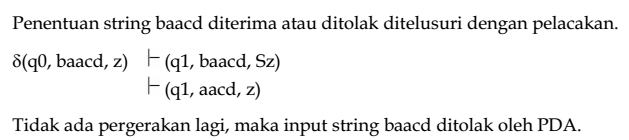 Penentuan string baacd diterima atau ditolak ditelusuri dengan pelacakan.
δ(q0, baacd, z) ⊢ (q1, baacd, Sz)
⊢ (q1, aacd, z)
Tidak ada pergerakan lagi, maka input string baacd ditolak oleh PDA.